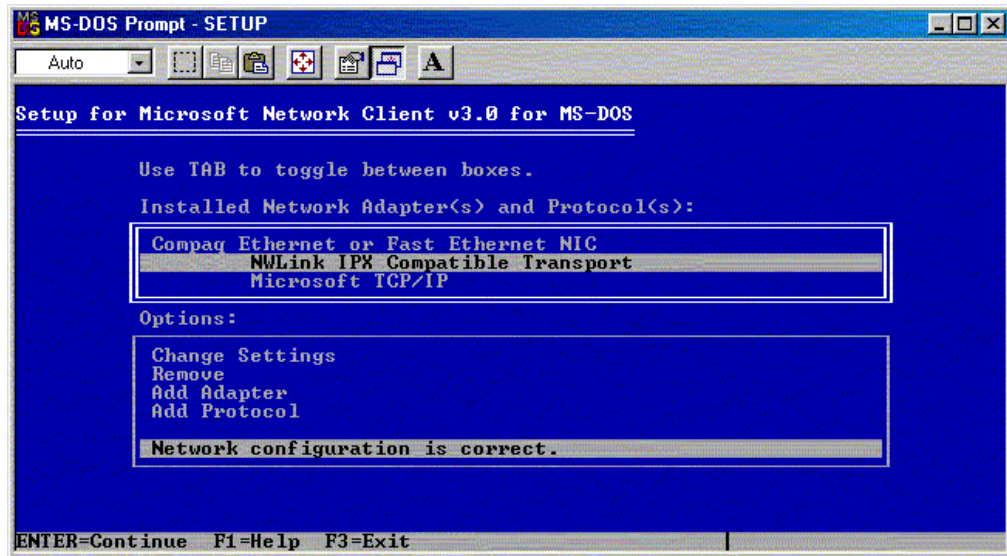 MS-DOS Prompt - SETUP
Auto
A
Setup for Microsoft Network Client v3.0 for MS-DOS
Use TAB to toggle between boxes.
Installed Network Adapter(s) and Protocol(s):
Compaq Ethernet or Fast Ethernet NIC
NWLink IPX Compatible Transport
Microsoft TCP/IP
Options:
Change Settings
Remove
Add Adapter
Add Protocol
Network configuration is correct.
ENTER=Continue F1=Help F3=Exit